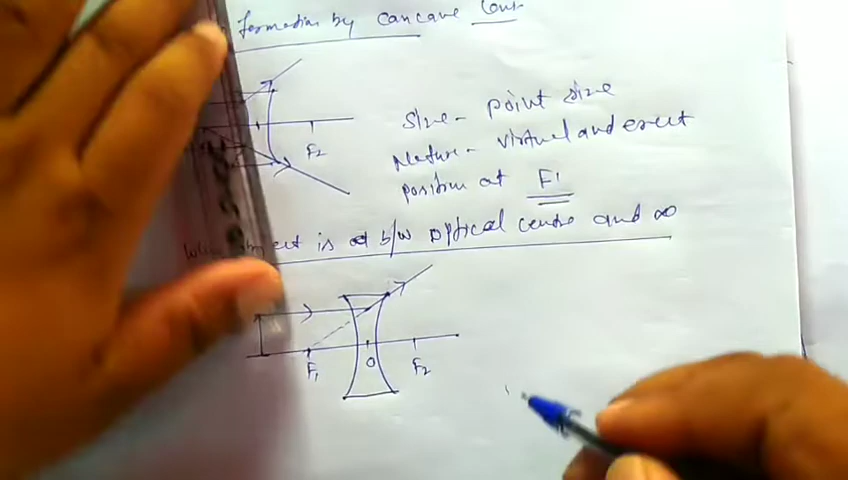 formation by concave Lens
F2
Size - point size
Nature - virtual and erect
position at F1
object is at b/w optical centre and ∞
F1 O F2